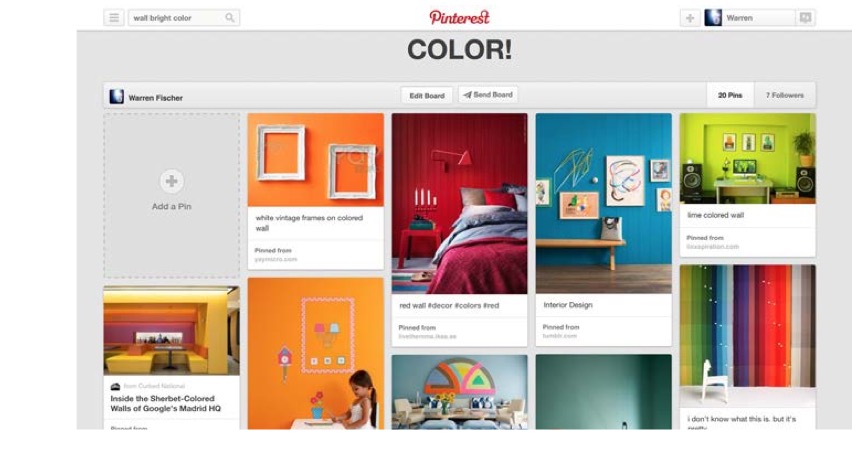 wall bright color
Pinterest
Warren
COLOR!
Warren Fischer
Edit Board
Send Board
20 Pins
7 Followers
Add a Pin
white vintage frames on colored
wall
Pinned from
yaymicro.com
red wall #decor #colors #red
Pinned from
livethemma.ikea.se
Interior Design
Pinned from
tumblr.com
lime colored wall
Pinned from
from Curbed National
Inside the Sherbet-Colored
Walls of Google's Madrid HQ
Pinned from
i don't know what this is. but it's
pretty